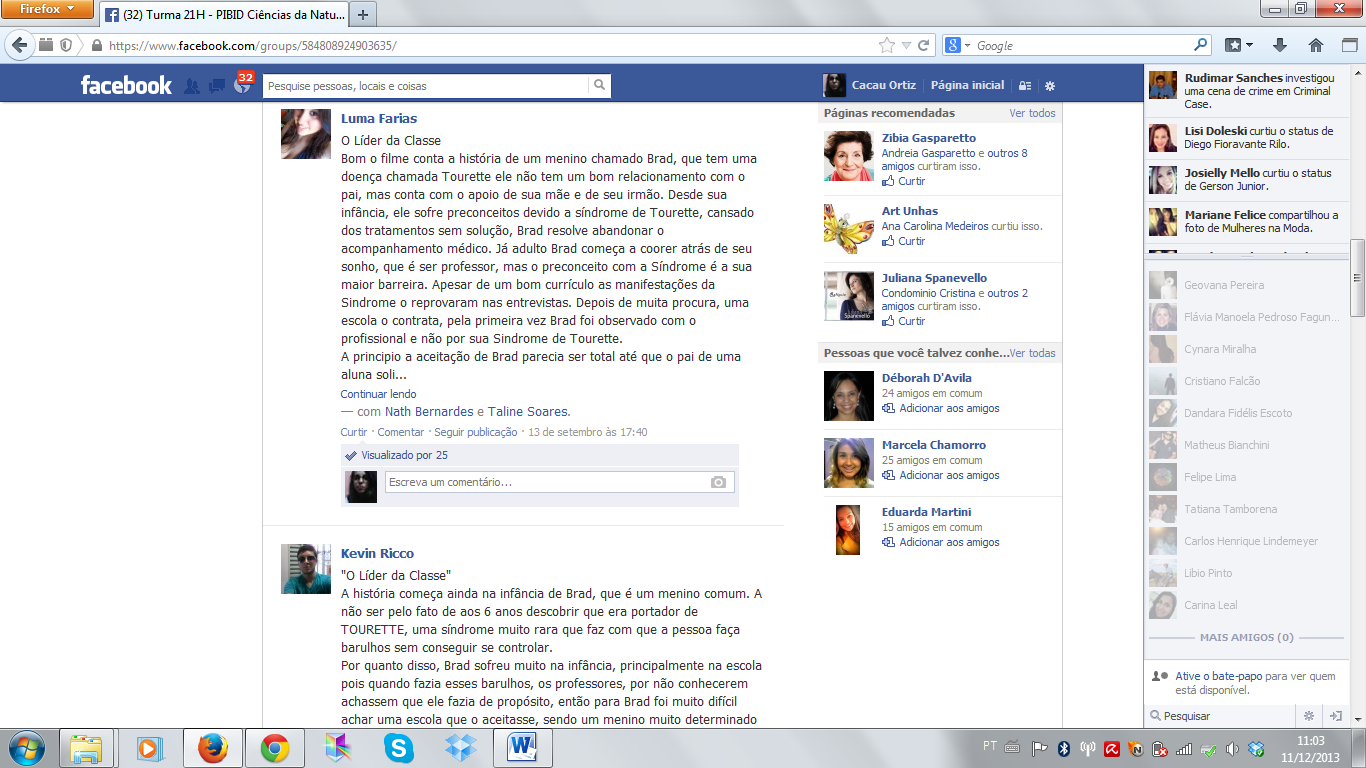 Firefox
(32) Turma 21H - PIBID Ciências da Natu...
https://www.facebook.com/groups/584808924903635/
Google
facebook
32
Pesquise pessoas, locais e coisas
Cacau Ortiz
Página inicial
Luma Farias
O Líder da Classe
Bom o filme conta a história de um menino chamado Brad, que tem uma
doença chamada Tourette ele não tem um bom relacionamento com o
pai, mas conta com o apoio de sua mãe e de seu irmão. Desde sua
infância, ele sofre preconceitos devido a síndrome de Tourette, cansado
dos tratamentos sem solução, Brad resolve abandonar o
acompanhamento médico. Já adulto Brad começa a coorer atrás de seu
sonho, que é ser professor, mas o preconceito com a Síndrome é a sua
maior barreira. Apesar de um bom currículo as manifestações da
Sindrome o reprovaram nas entrevistas. Depois de muita procura, uma
escola o contrata, pela primeira vez Brad foi observado com o
profissional e não por sua Sindrome de Tourette.
A principio a aceitação de Brad parecia ser total até que o pai de uma
aluna soli...
Continuar lendo
— com Nath Bernardes e Taline Soares.
Curtir · Comentar · Seguir publicação · 13 de setembro às 17:40
Visualizado por 25
Escreva um comentário...
Kevin Ricco
"O Líder da Classe"
A história começa ainda na infância de Brad, que é um menino comum. A
não ser pelo fato de aos 6 anos descobrir que era portador de
TOURETTE, uma síndrome muito rara que faz com que a pessoa faça
barulhos sem conseguir se controlar.
Por quanto disso, Brad sofreu muito na infância, principalmente na escola
pois quando fazia esses barulhos, os professores, por não conhecerem
achassem que ele fazia de propósito, então para Brad foi muito difícil
achar uma escola que o aceitasse, sendo um menino muito determinado
Páginas recomendadas
Ver todos
Zibia Gasparetto
Andreia Gasparetto e outros 8
amigos curtiram isso.
Curtir
Art Unhas
Ana Carolina Medeiros curtiu isso.
Curtir
Juliana Spanevello
Condominio Cristina e outros 2
amigos curtiram isso.
Curtir
Pessoas que você talvez conhe...
Ver todas
Déborah D'Avila
24 amigos em comum
Adicionar aos amigos
Marcela Chamorro
25 amigos em comum
Adicionar aos amigos
Eduarda Martini
15 amigos em comum
Adicionar aos amigos
Rudimar Sanches investigou
uma cena de crime em Criminal
Case.
Lisi Doleski curtiu o status de
Diego Fioravante Rilo.
Josielly Mello curtiu o status
de Gerson Junior.
Mariane Felice compartilhou a
foto de Mulheres na Moda.
Geovana Pereira
Flávia Manoela Pedroso Fagun...
Cynara Miralha
Cristiano Falcão
Dandara Fidélis Escoto
Matheus Bianchini
Felipe Lima
Tatiana Tamborena
Carlos Henrique Lindemeyer
Libio Pinto
Carina Leal
MAIS AMIGOS (0)
Ative o bate-papo para ver quem
está disponível.
Pesquisar
PT
11:03
11/12/2013